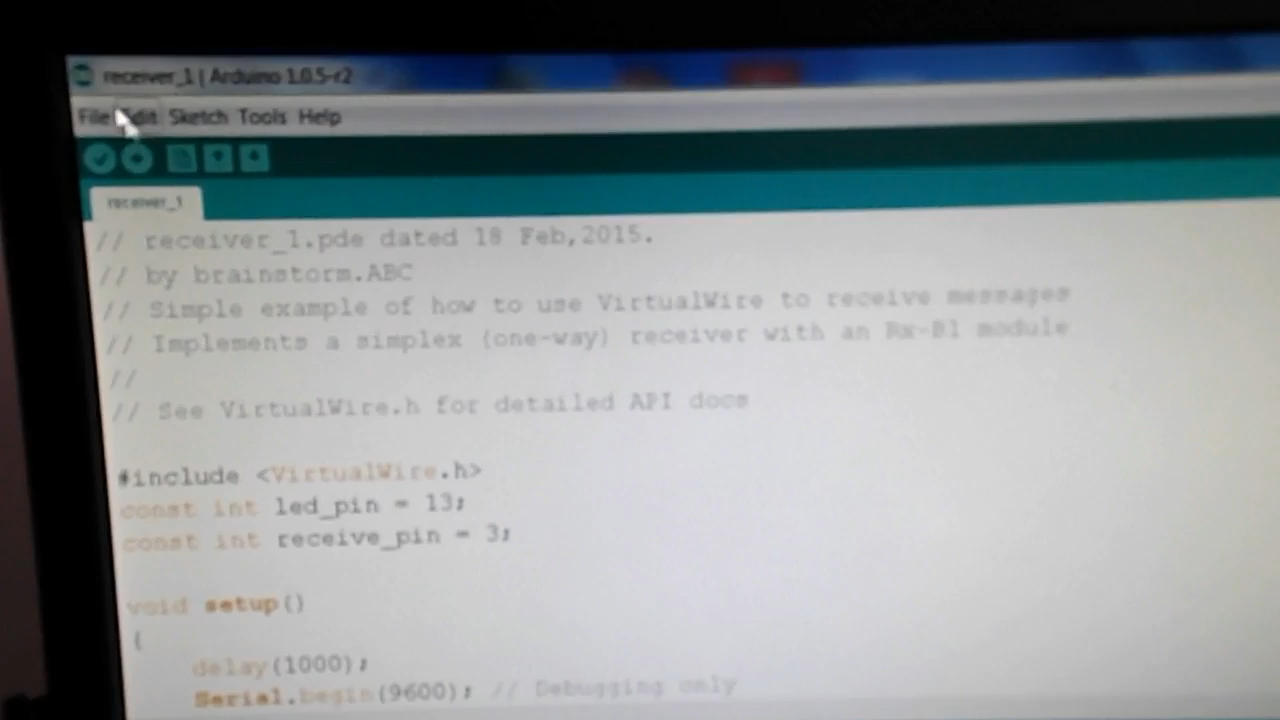 receiver_1 | Arduino 1.0.5-r2
File Edit Sketch Tools Help
receiver_1
// receiver_1.pde dated 18 Feb,2015.
// by brainstorm.ABC
// Simple example of how to use VirtualWire to receive messages
// Implements a simplex (one-way) receiver with an Rx-B1 module
//
// See VirtualWire.h for detailed API docs
#include <VirtualWire.h>
const int led_pin = 13;
const int receive_pin = 3;
void setup()
{
delay(1000);
Serial.begin(9600); // Debugging only